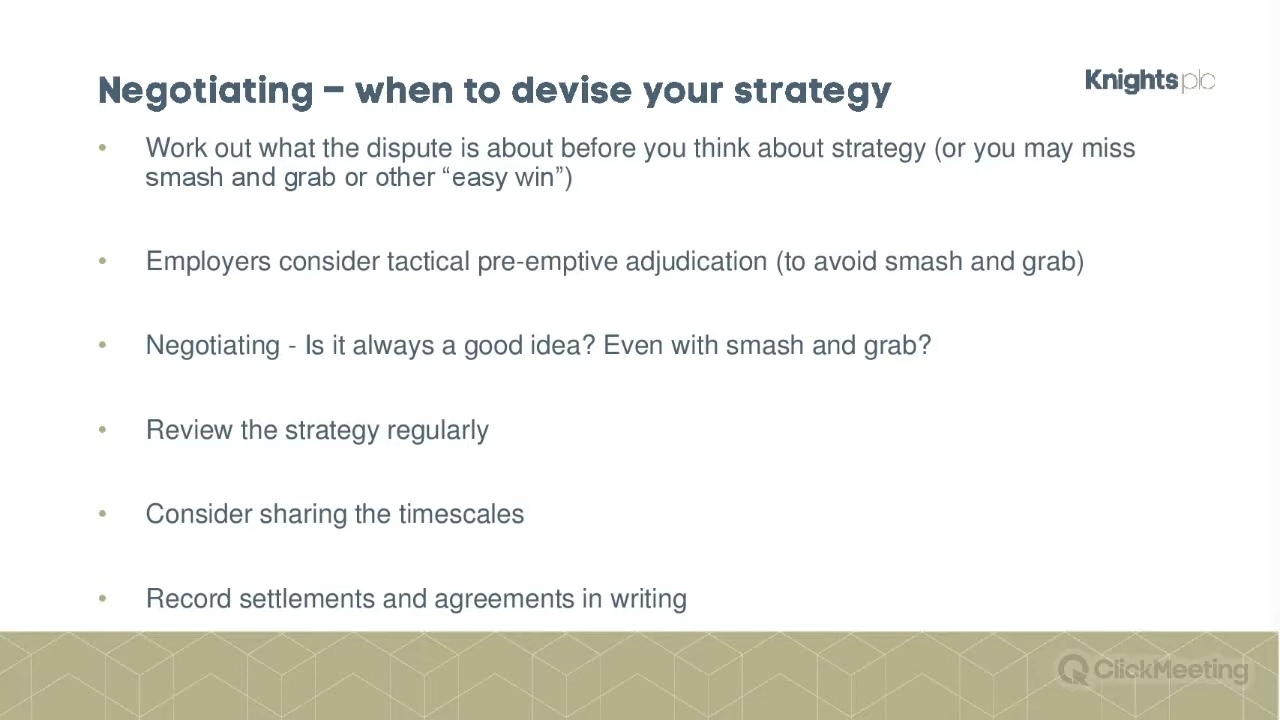 Negotiating – when to devise your strategy
Knights plc
• Work out what the dispute is about before you think about strategy (or you may miss
smash and grab or other “easy win”)
• Employers consider tactical pre-emptive adjudication (to avoid smash and grab)
• Negotiating - Is it always a good idea? Even with smash and grab?
• Review the strategy regularly
• Consider sharing the timescales
• Record settlements and agreements in writing
ClickMeeting